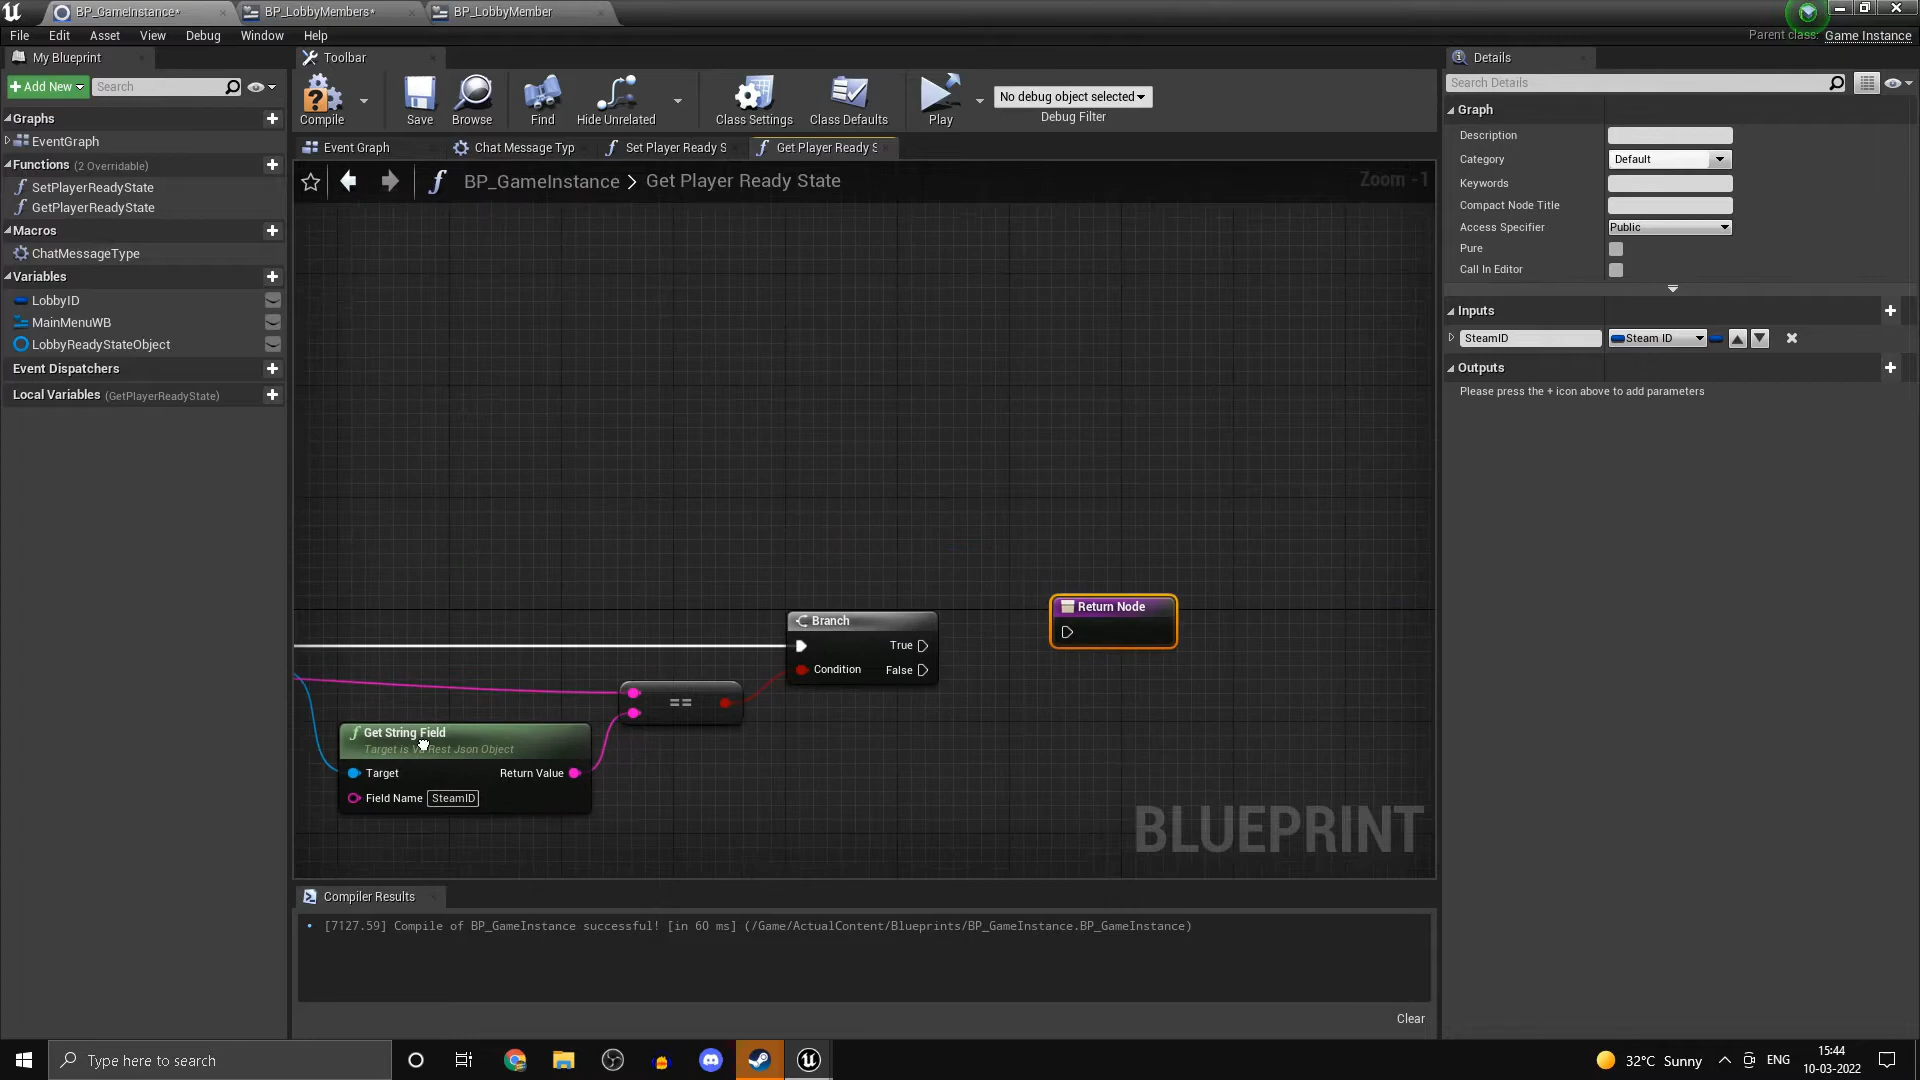 BP_GameInstance*
BP_LobbyMembers*
BP_LobbyMember
File Edit Asset View Debug Window Help
Parent class: Game Instance
My Blueprint
Toolbar
Details
+Add New
Search
Compile
Save
Browse
Find
Hide Unrelated
Class Settings
Class Defaults
Play
No debug object selected
Debug Filter
Search Details
Graphs
EventGraph
Functions (2 Overridable)
SetPlayerReadyState
GetPlayerReadyState
Macros
ChatMessageType
Variables
LobbyID
MainMenuWB
LobbyReadyStateObject
Event Dispatchers
Local Variables (GetPlayerReadyState)
Event Graph
Chat Message Typ
Set Player Ready S
Get Player Ready S
BP_GameInstance > Get Player Ready State
Zoom -1
Branch
True
Condition
False
Return Node
==
Get String Field
Return Value
Target
Field Name SteamID
BLUEPRINT
Graph
Description
Category Default
Keywords
Compact Node Title
Access Specifier Public
Pure
Call In Editor
Inputs
SteamID Steam ID
Outputs
Please press the + icon above to add parameters
Compiler Results
• [7127.59] Compile of BP_GameInstance successful! [in 60 ms] (/Game/ActualContent/Blueprints/BP_GameInstance.BP_GameInstance)
Clear
Type here to search
32°C Sunny
ENG
15:44
10-03-2022